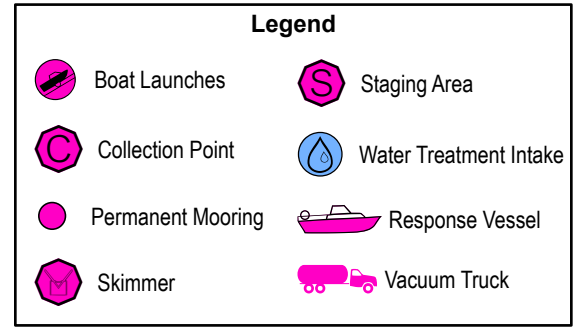 Legend
Boat Launches
S Staging Area
C Collection Point
Water Treatment Intake
Permanent Mooring
Response Vessel
Skimmer
Vacuum Truck